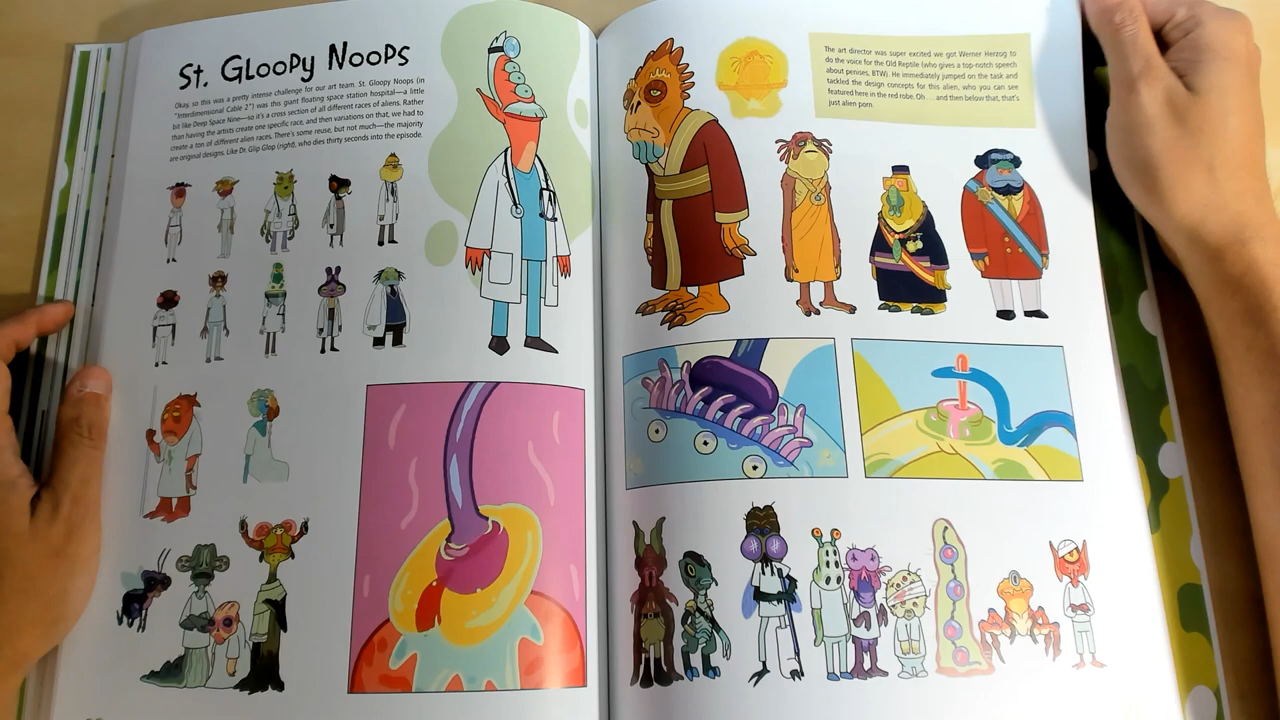 St. Gloopy Noops
Okay, so this was a pretty intense challenge for our art team. St. Gloopy Noops (in
"Interdimensional Cable 2") was this giant floating space station hospital—a little
bit like Deep Space Nine—so it's a cross section of all different races of aliens. Rather
than having the artists create one specific race, and then variations on that, we had to
create a ton of different alien races. There's some reuse, but not much—the majority
are original designs. Like Dr. Glip Glop (right), who dies thirty seconds into the episode.
The art director was super excited we got Werner Herzog to
do the voice for the Old Reptile (who gives a top-notch speech
about penises, BTW). He immediately jumped on the task and
tackled the design concepts for this alien, who you can see
featured here in the red robe. Oh . . . and then below that, that's
just alien porn.